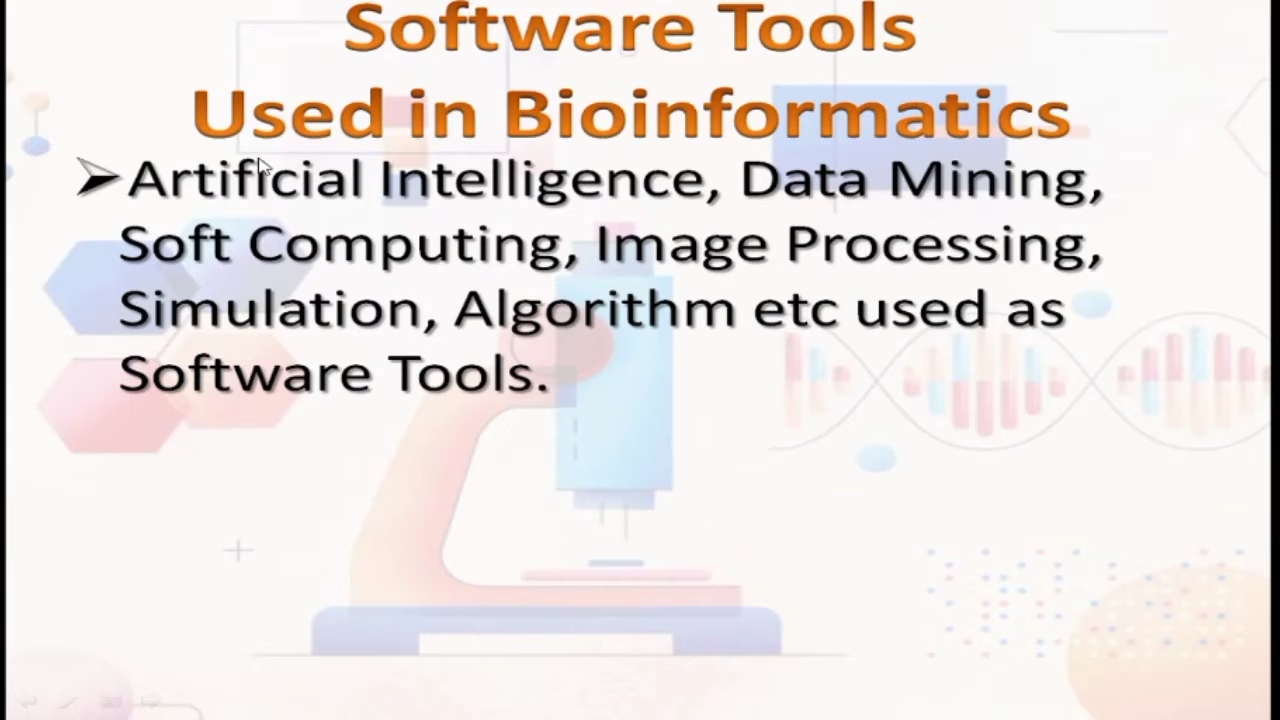 Software Tools
Used in Bioinformatics
➢Artificial Intelligence, Data Mining,
Soft Computing, Image Processing,
Simulation, Algorithm etc used as
Software Tools.